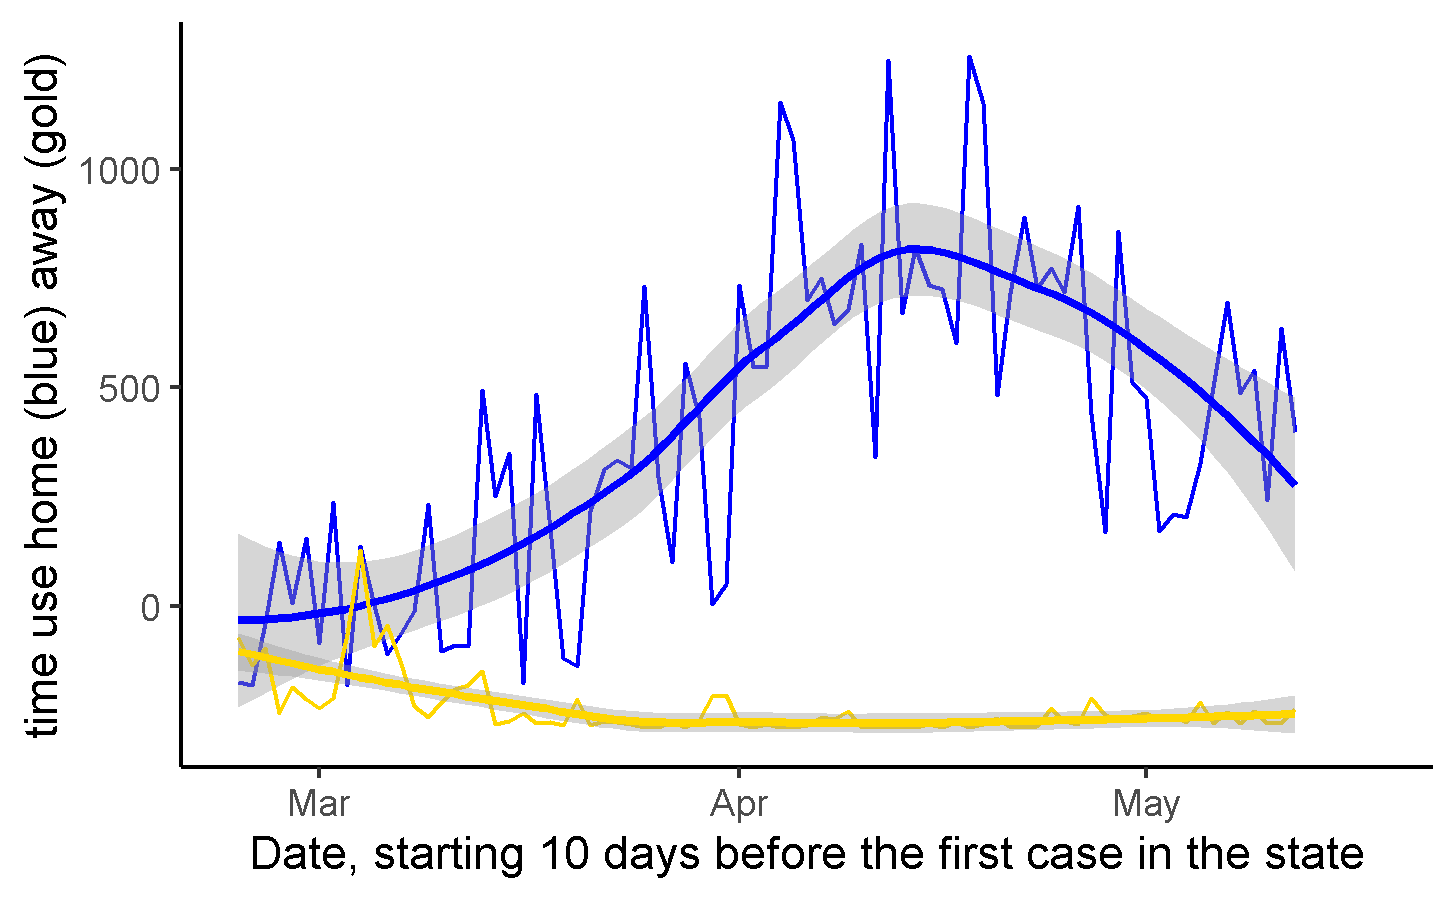 time use home (blue) away (gold)
1000
500
0
Mar
Apr
May
Date, starting 10 days before the first case in the state